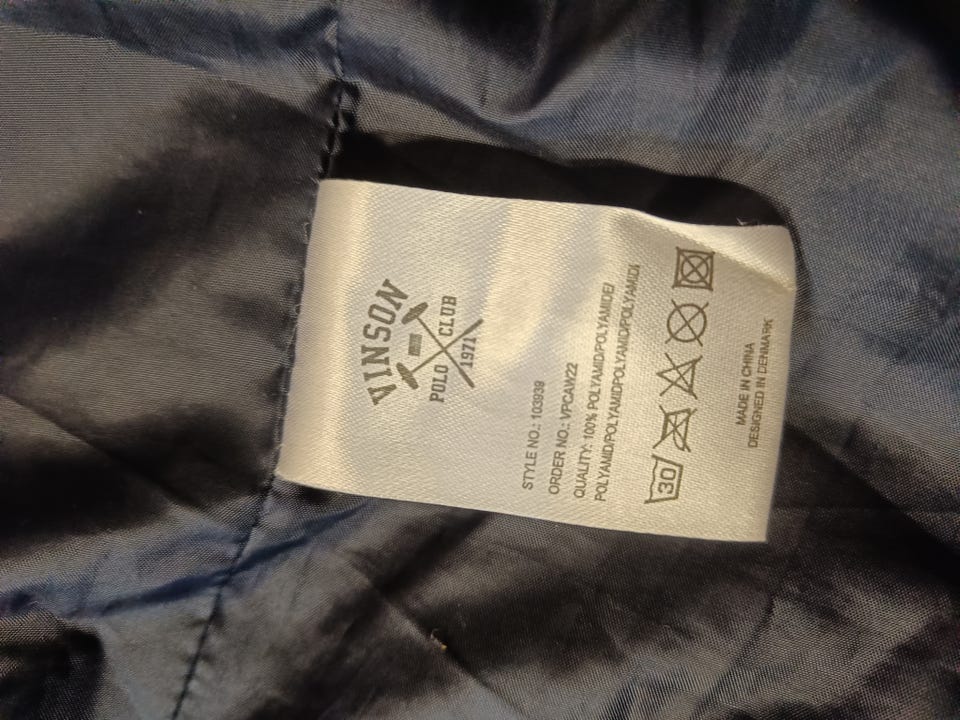 VINSON
POLO CLUB
1971
STYLE NO.: 103939
ORDER NO.: VPCAW22
QUALITY: 100% POLYAMID/POLYAMIDE/
POLYAMID/POLYAMIDPOLYAMID/POLYAMIDI
30
MADE IN CHINA
DESIGNED IN DENMARK